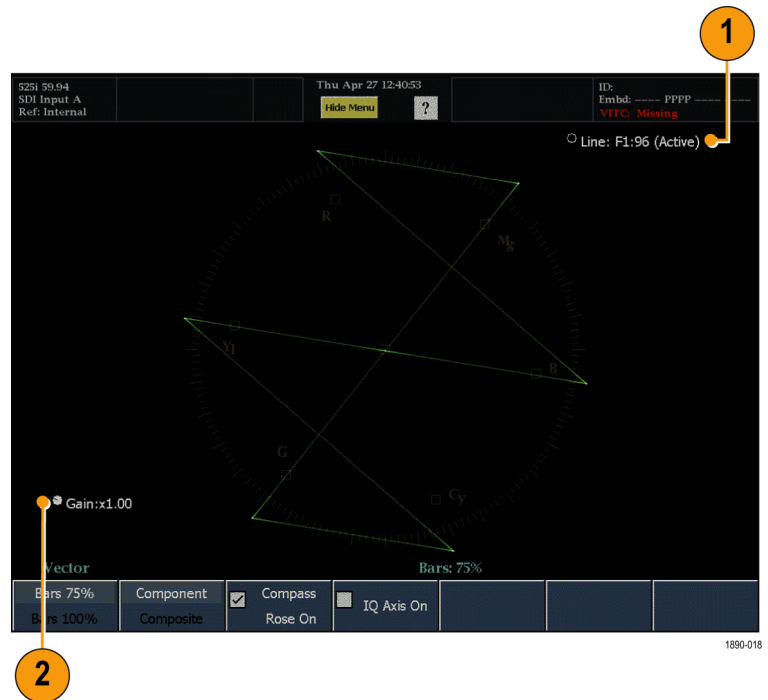 1
525i 59.94
SDI Input A
Ref: Internal
Thu Apr 27 12:40:53
Hide Menu
?
ID:
Embd: ---- PPPP ---- ----
VITC: Missing
Line: F1:96 (Active)
R
Mg
Yl
B
G
Cy
Gain:x1.00
Vector
Bars: 75%
Bars 75%
Bars 100%
Component
Composite
Compass
Rose On
IQ Axis On
1890-018
2